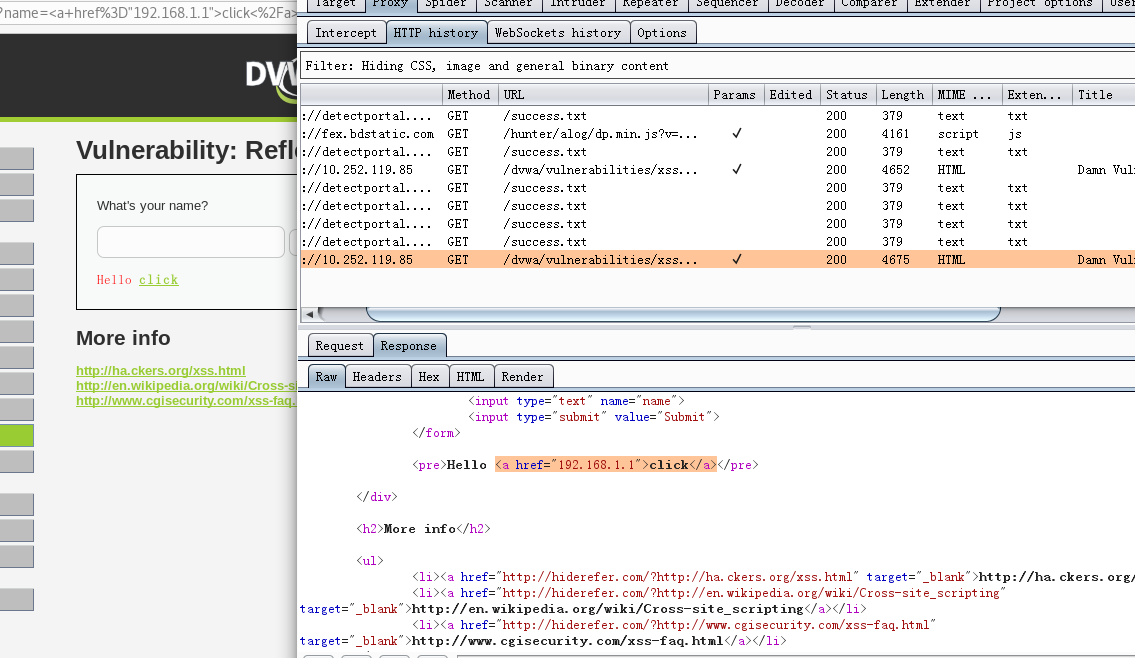 ?name=<a+href%3D"192.168.1.1">click<%2Fa>
DVW
Vulnerability: Refle
What's your name?
Hello click
More info
http://ha.ckers.org/xss.html
http://en.wikipedia.org/wiki/Cross-si
http://www.cgisecurity.com/xss-faq.
Target Proxy Spider Scanner Intruder Repeater Sequencer Decoder Comparer Extender Project options User
Intercept HTTP history WebSockets history Options
Filter: Hiding CSS, image and general binary content
Method URL Params Edited Status Length MIME ... Exten... Title
://detectportal.... GET /success.txt 200 379 text txt
://fex.bdstatic.com GET /hunter/alog/dp.min.js?v=... ✓ 200 4161 script js
://detectportal.... GET /success.txt 200 379 text txt
://10.252.119.85 GET /dvwa/vulnerabilities/xss... ✓ 200 4652 HTML Damn Vul
://detectportal.... GET /success.txt 200 379 text txt
://detectportal.... GET /success.txt 200 379 text txt
://detectportal.... GET /success.txt 200 379 text txt
://detectportal.... GET /success.txt 200 379 text txt
://10.252.119.85 GET /dvwa/vulnerabilities/xss... ✓ 200 4675 HTML Damn Vul
Request Response
Raw Headers Hex HTML Render
<input type="text" name="name">
<input type="submit" value="Submit">
</form>
<pre>Hello <a href="192.168.1.1">click</a></pre>
</div>
<h2>More info</h2>
<ul>
<li><a href="http://hiderefer.com/?http://ha.ckers.org/xss.html" target="_blank">http://ha.ckers.org/
<li><a href="http://hiderefer.com/?http://en.wikipedia.org/wiki/Cross-site_scripting"
target="_blank">http://en.wikipedia.org/wiki/Cross-site_scripting</a></li>
<li><a href="http://hiderefer.com/?http://www.cgisecurity.com/xss-faq.html"
target="_blank">http://www.cgisecurity.com/xss-faq.html</a></li>